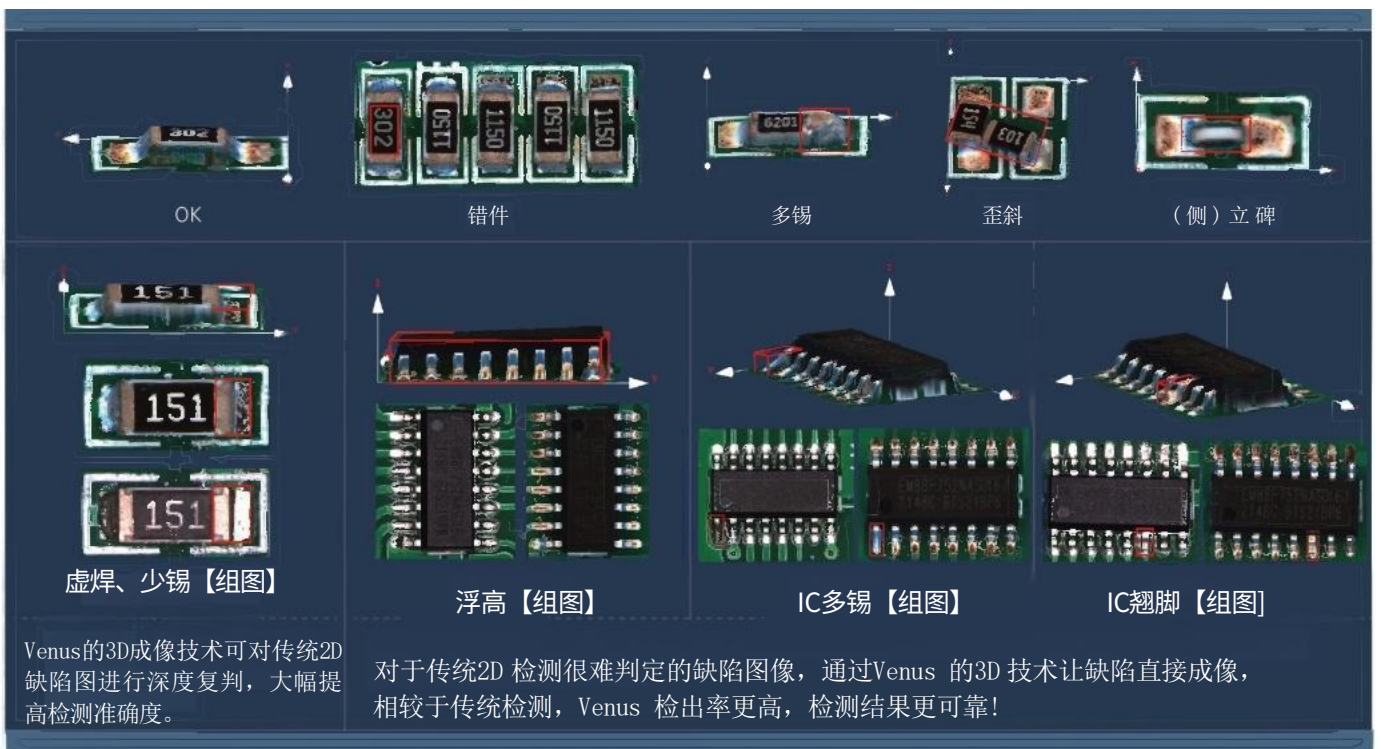 302
302
1150
1150
1150
1150
6201
154
103
OK
错件
多锡
歪斜
（侧）立碑
151
151
151
虚焊、少锡【组图】
浮高【组图】
IC多锡【组图】
IC翘脚【组图]
Venus的3D成像技术可对传统2D
缺陷图进行深度复判，大幅提
高检测准确度。
对于传统2D 检测很难判定的缺陷图像，通过Venus 的3D 技术让缺陷直接成像，
相较于传统检测，Venus 检出率更高，检测结果更可靠!